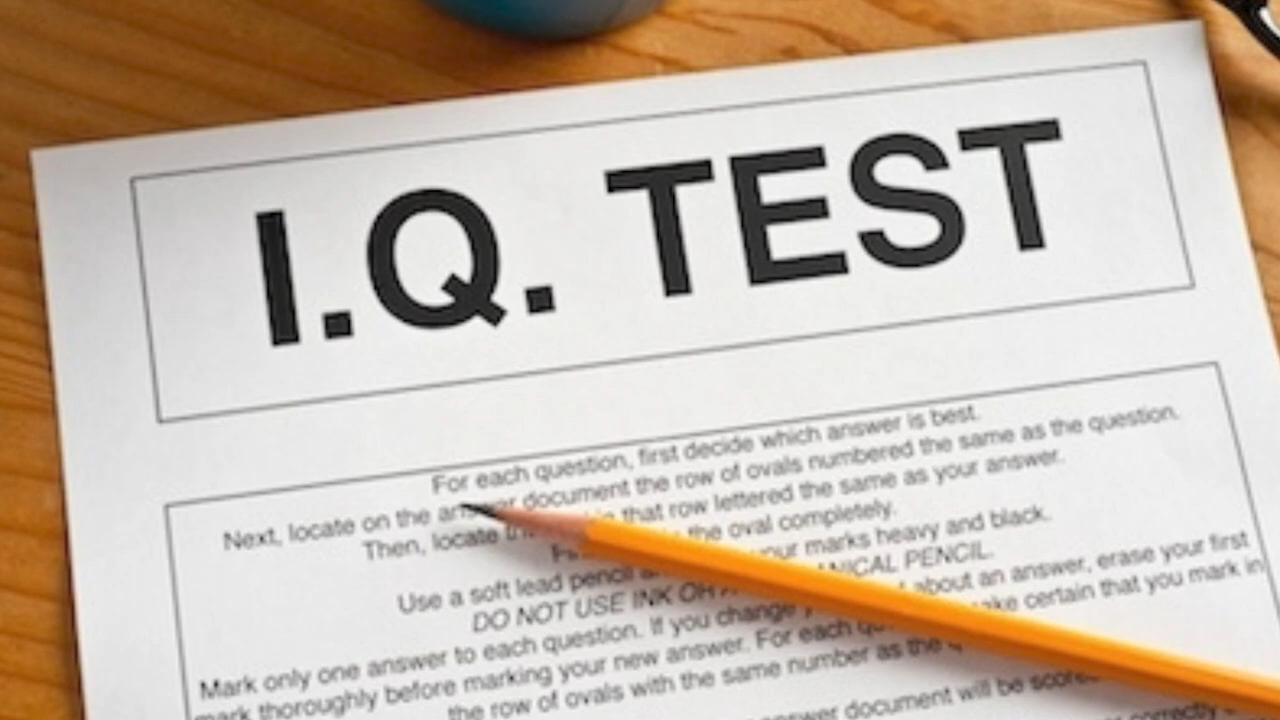 I.Q. TEST
For each question, first decide which answer is best.
Next, locate on the answer document the row of ovals numbered the same as the question.
Then, locate the in that row lettered the same as your answer.
the oval completely.
Use a soft lead pencil your marks heavy and black.
DO NOT USE INK OR PENCIL.
Mark only one answer to each question. If you change about an answer, erase your first
mark thoroughly before marking your new answer. For each certain that you mark in
the row of ovals with the same number as the
answer document will be scored